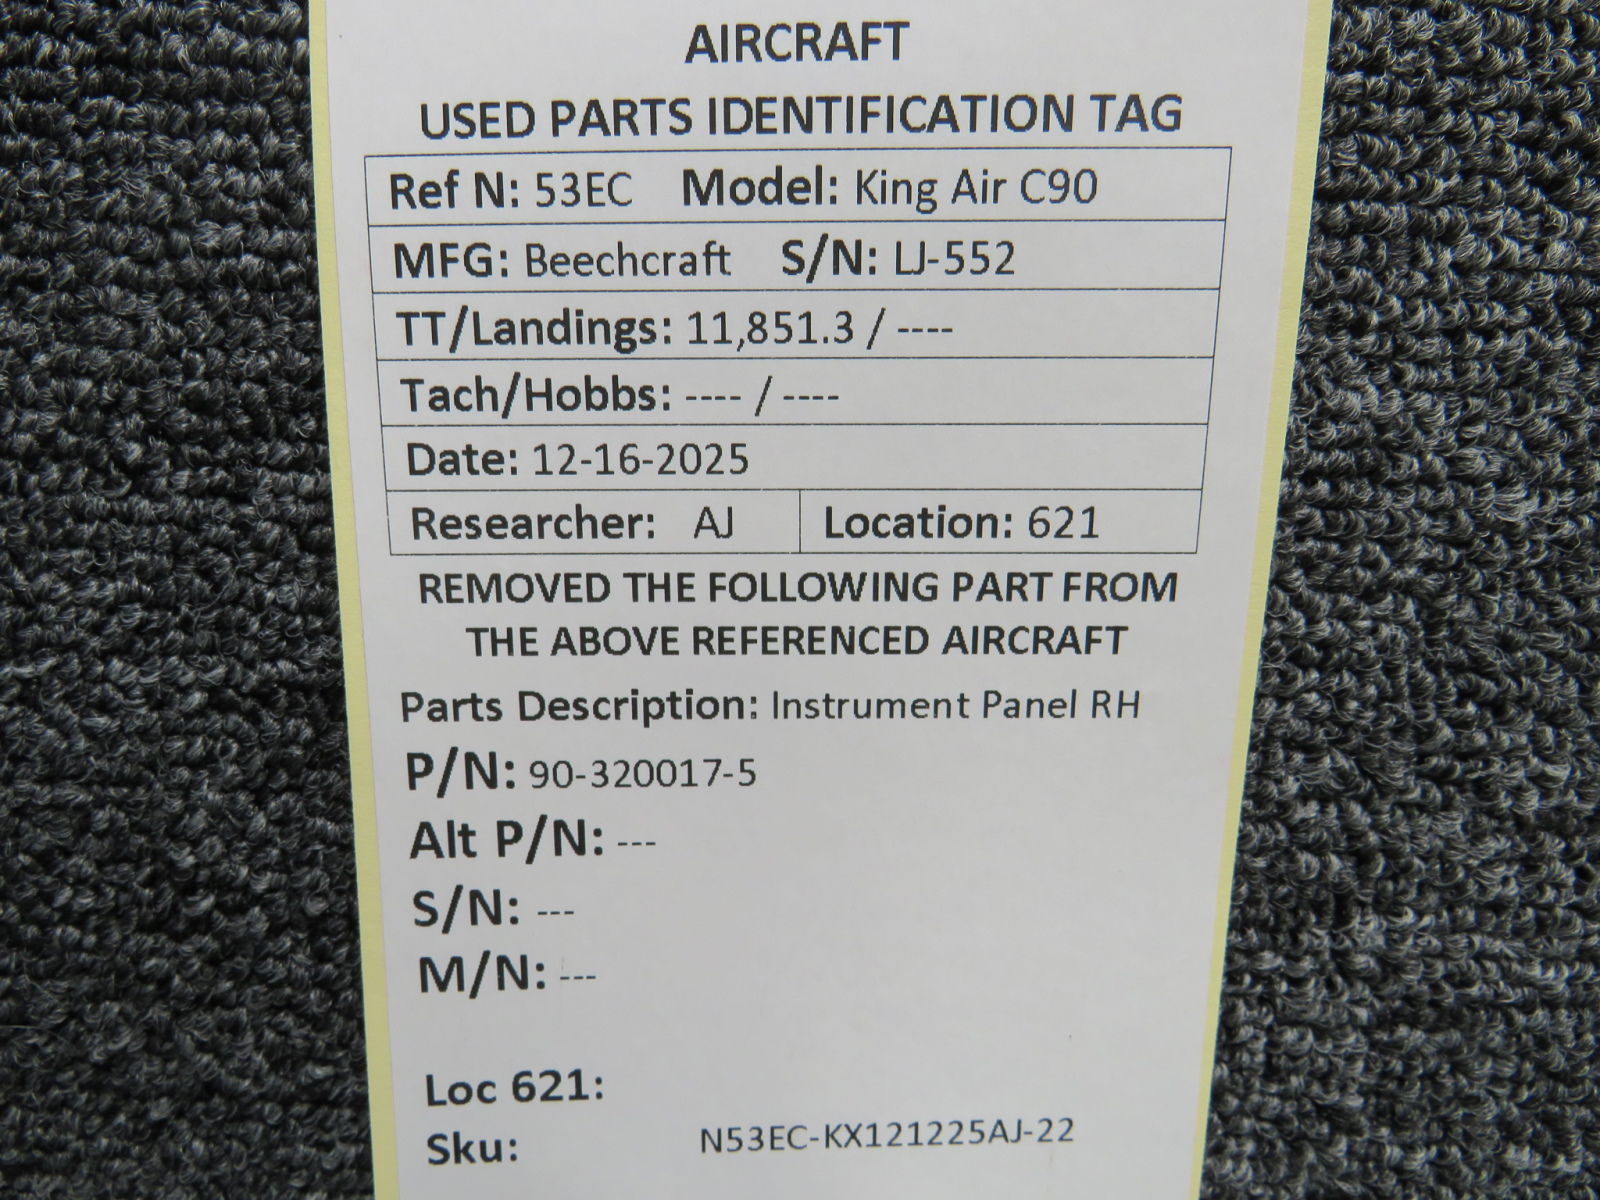 AIRCRAFT
USED PARTS IDENTIFICATION TAG
Ref N: 53EC Model: King Air C90
MFG: Beechcraft S/N: LJ-552
TT/Landings: 11,851.3 / ----
Tach/Hobbs: ---- / ----
Date: 12-16-2025
Researcher: AJ Location: 621
REMOVED THE FOLLOWING PART FROM
THE ABOVE REFERENCED AIRCRAFT
Parts Description: Instrument Panel RH
P/N: 90-320017-5
Alt P/N: ---
S/N: ---
M/N: ---
Loc 621:
Sku: N53EC-KX121225AJ-22